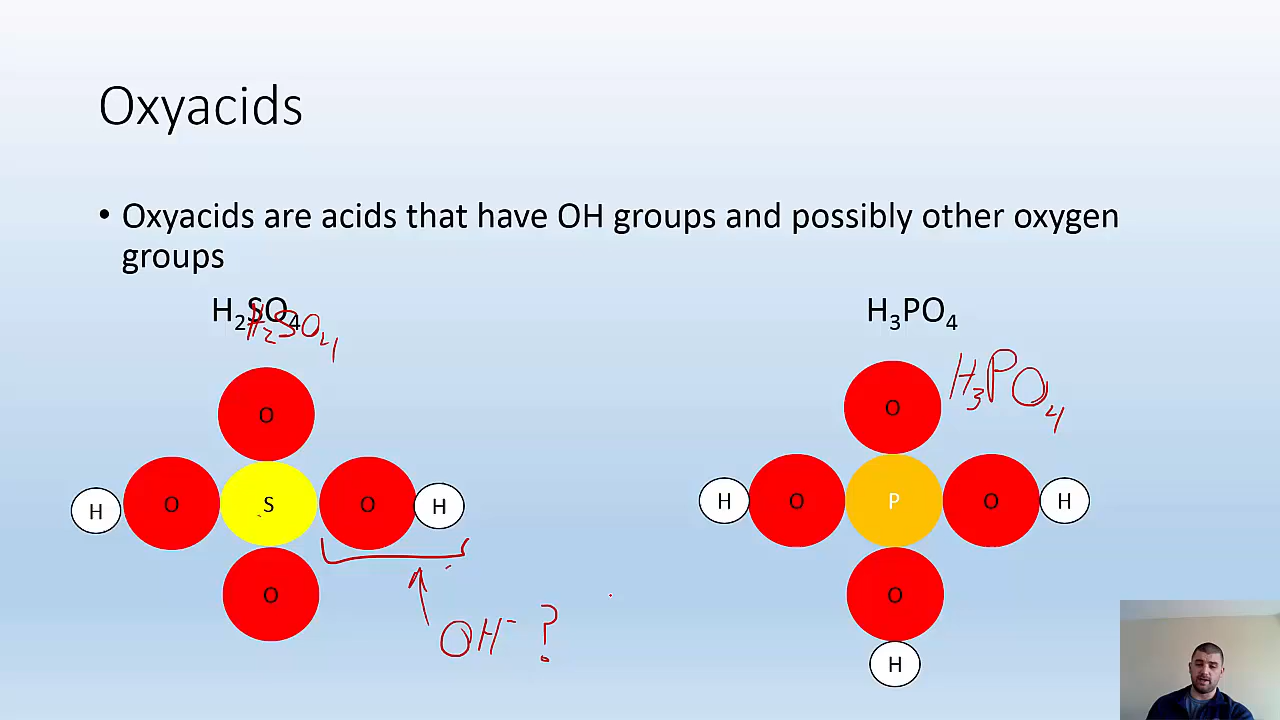 Oxyacids
• Oxyacids are acids that have OH groups and possibly other oxygen
groups
H₂SO₄
H₃PO₄
H₂SO₄
H₃PO₄
O
O
H
O
S
O
H
H
O
P
O
H
O
O
OH⁻ ?
H